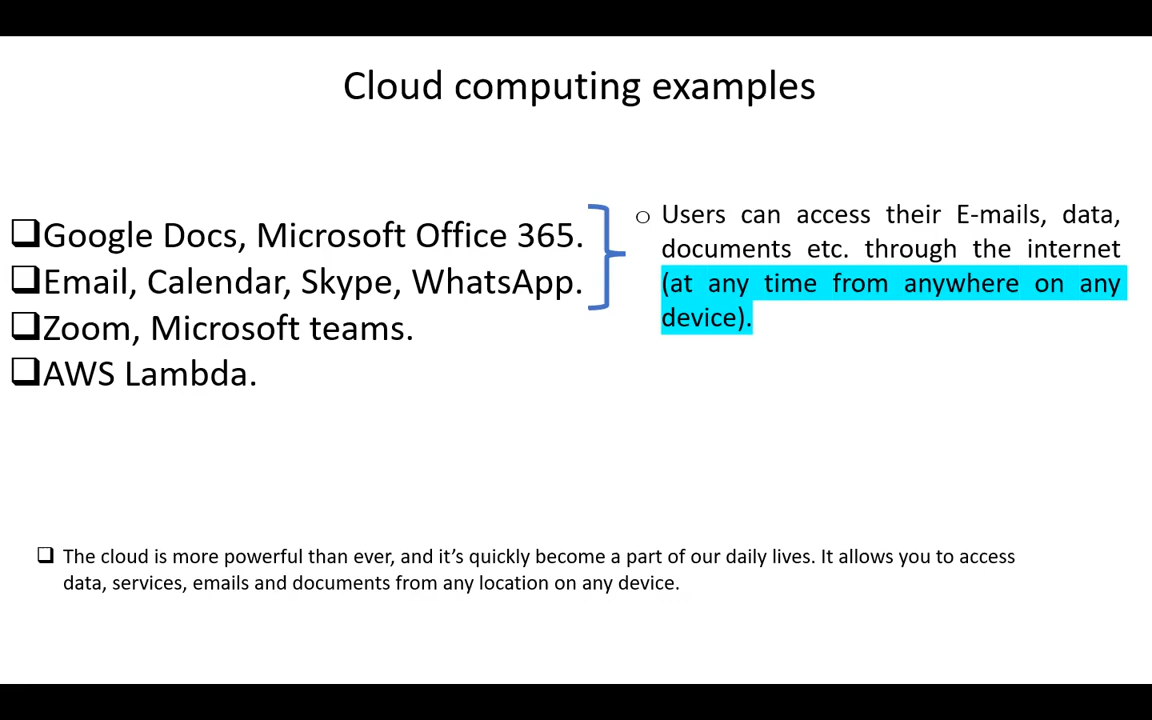 Cloud computing examples
❑Google Docs, Microsoft Office 365.
❑Email, Calendar, Skype, WhatsApp.
❑Zoom, Microsoft teams.
❑AWS Lambda.
o Users can access their E-mails, data,
documents etc. through the internet
(at any time from anywhere on any
device).
❑ The cloud is more powerful than ever, and it’s quickly become a part of our daily lives. It allows you to access
data, services, emails and documents from any location on any device.